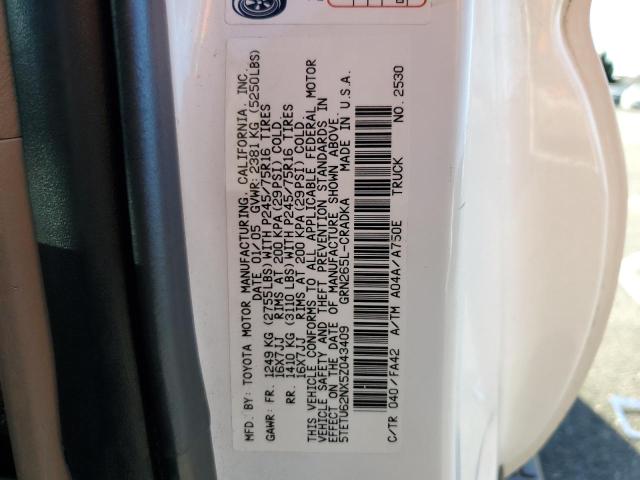 MFD. BY: TOYOTA MOTOR MANUFACTURING, CALIFORNIA, INC.
DATE 01/05 GVWR: 2381 KG (5250LBS)
GAWR: FR. 1249 KG (2755LBS) WITH P245/75R16 TIRES
16X7JJ RIMS AT 200 KPA (29PSI) COLD.
RR. 1410 KG (3110 LBS) WITH P245/75R16 TIRES
16X7JJ RIMS AT 200 KPA (29PSI) COLD.
THIS VEHICLE CONFORMS TO ALL APPLICABLE FEDERAL MOTOR
VEHICLE SAFETY AND THEFT PREVENTION STANDARDS IN
EFFECT ON THE DATE OF MANUFACTURE SHOWN ABOVE.
5TETU62NX5Z043409 GRN265L-CRADKA MADE IN U.S.A.
C/TR 040/FA42 A/TM A04A/A750E TRUCK NO. 2530